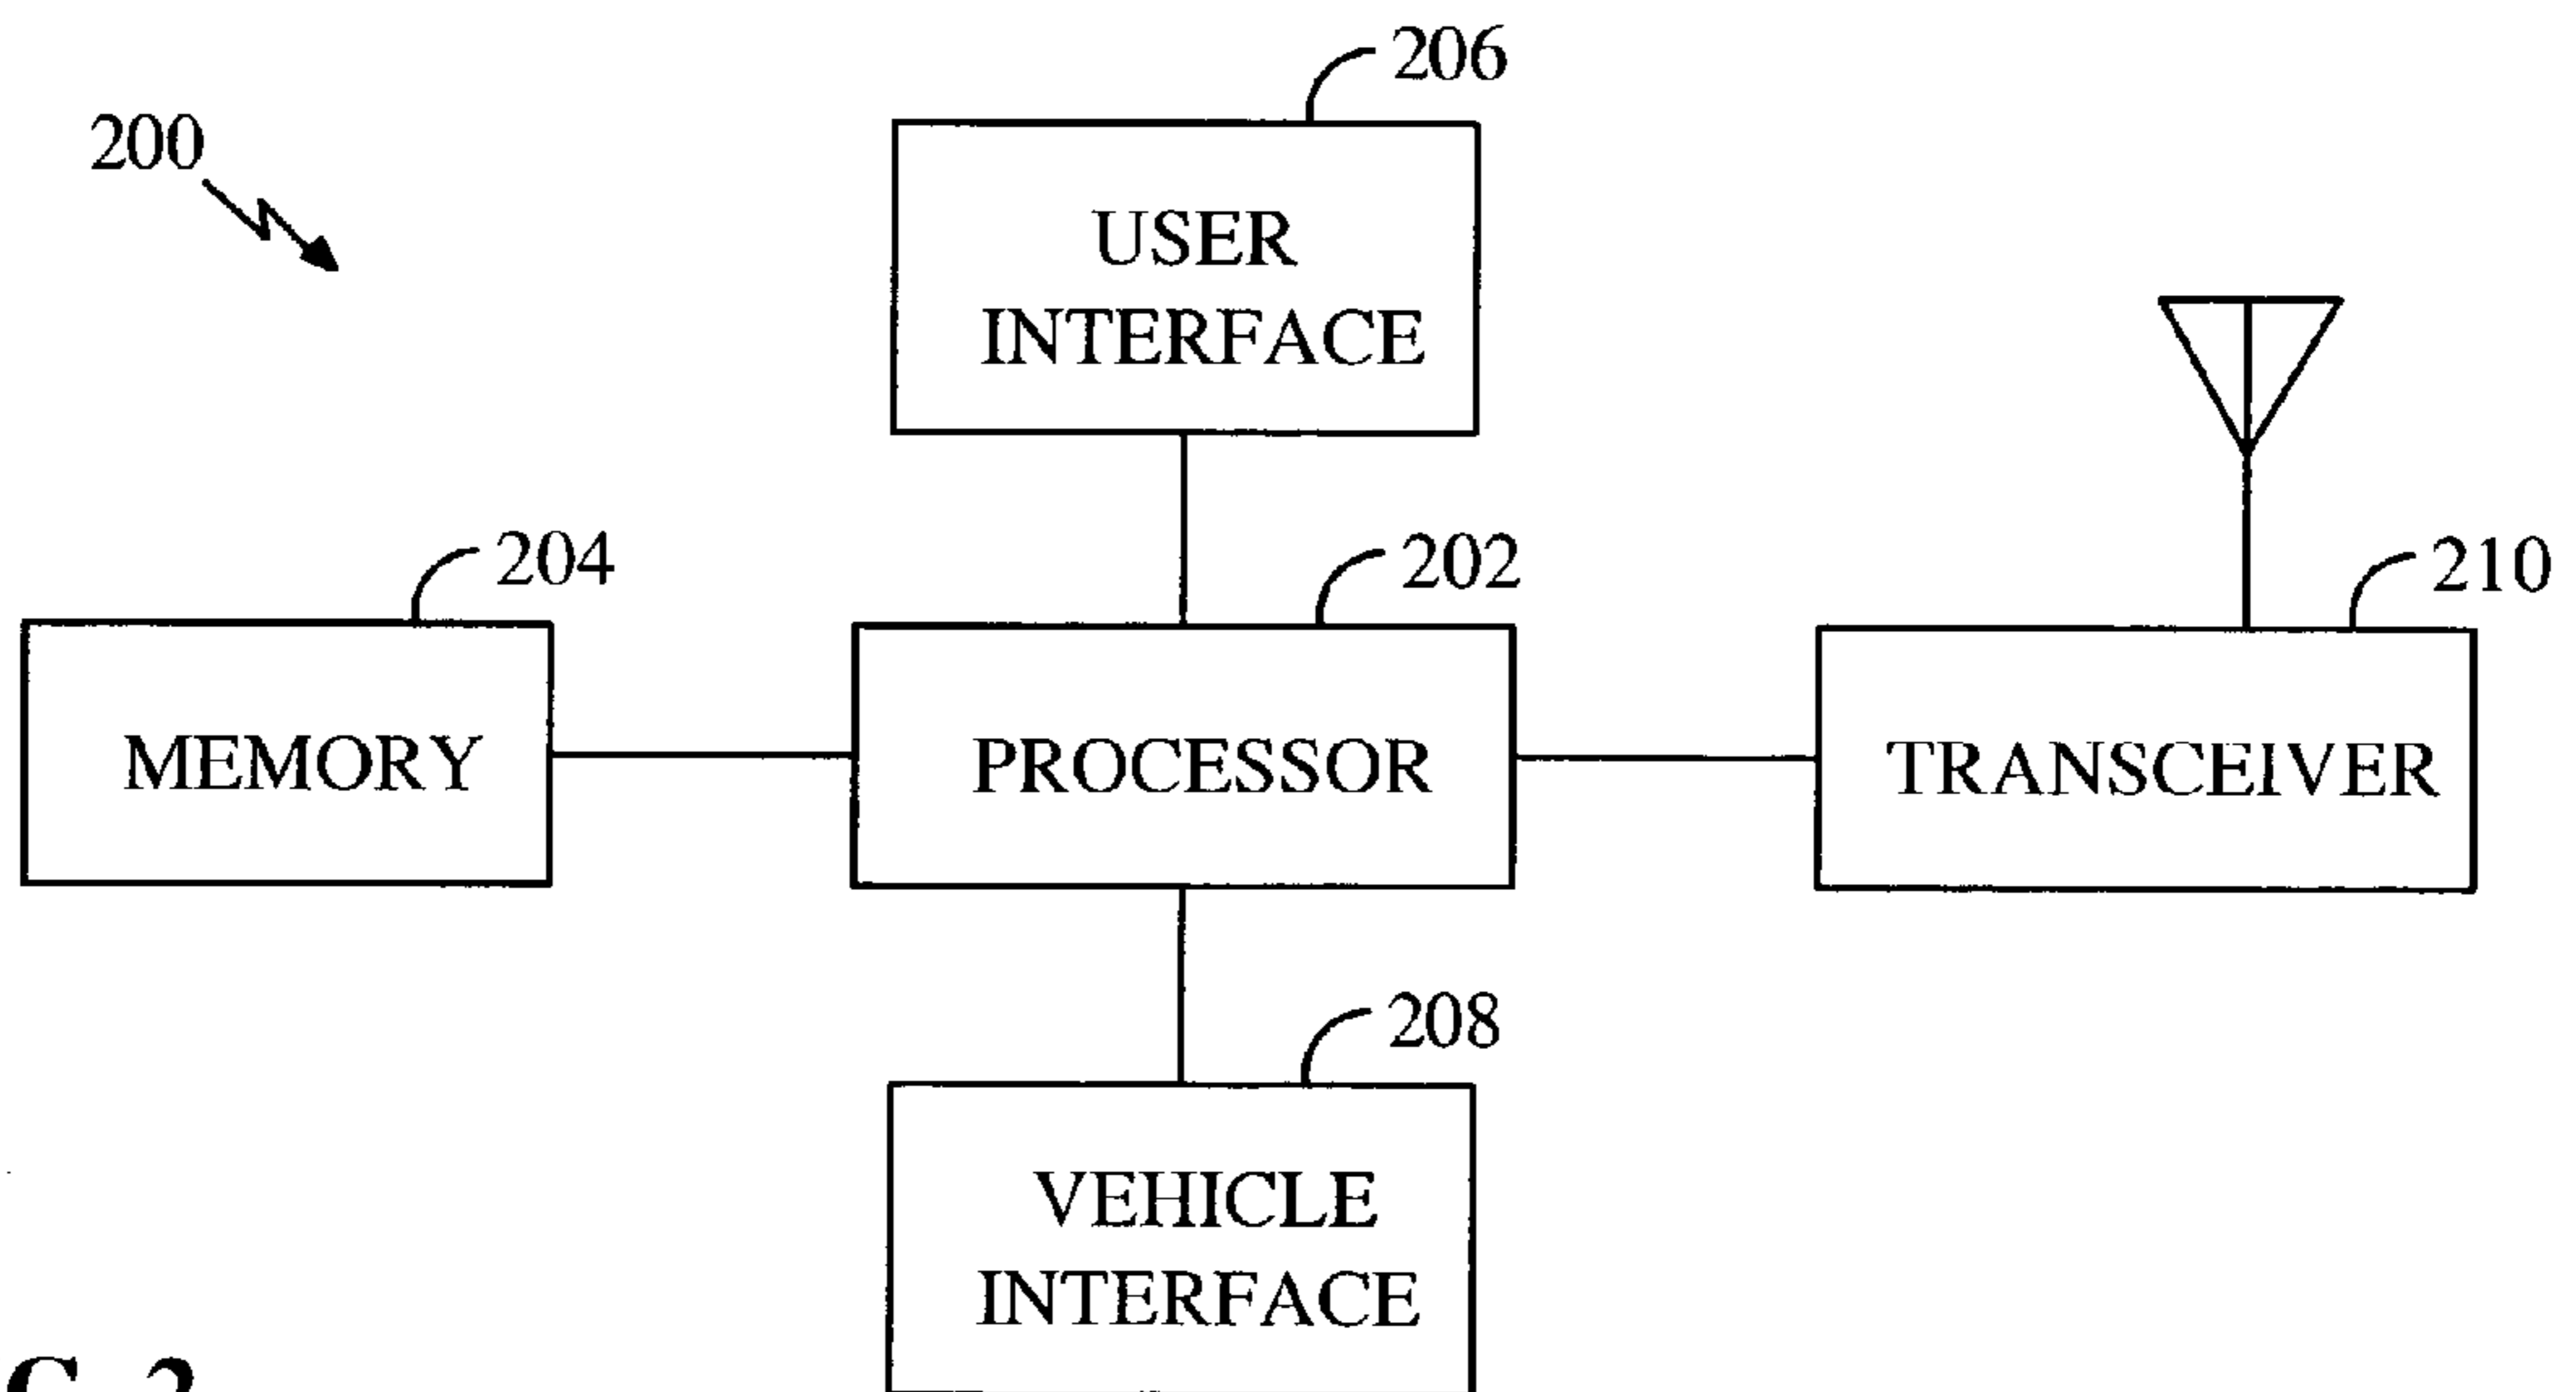 206
200
USER
INTERFACE
204
202
210
MEMORY
PROCESSOR
TRANSCEIVER
208
VEHICLE
INTERFACE